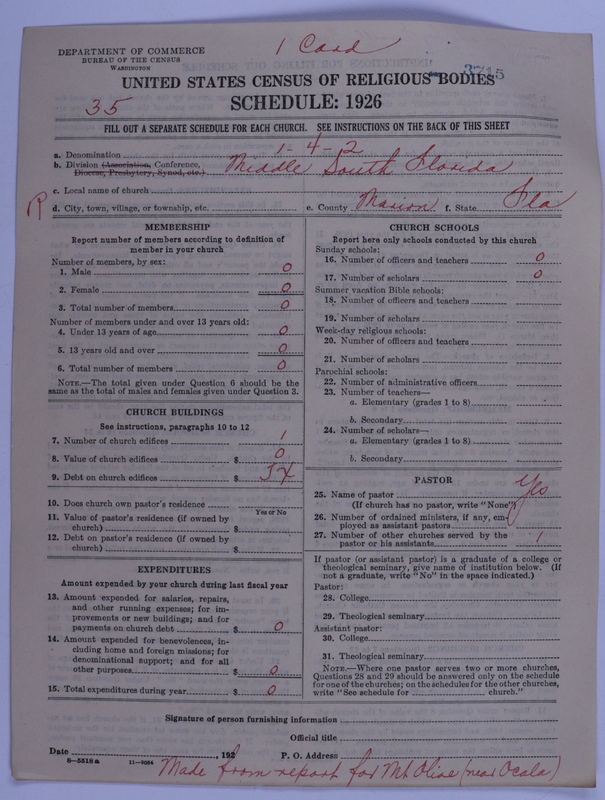 DEPARTMENT OF COMMERCE
BUREAU OF THE CENSUS
WASHINGTON
1 Card
3715
UNITED STATES CENSUS OF RELIGIOUS BODIES
35
SCHEDULE: 1926
FILL OUT A SEPARATE SCHEDULE FOR EACH CHURCH. SEE INSTRUCTIONS ON THE BACK OF THIS SHEET
a. Denomination 1-4-2
b. Division (Association, Conference, Diocese, Presbytery, Synod, etc.) Middle South Florida
c. Local name of church
R
d. City, town, village, or township, etc. e. County Marion f. State Fla
MEMBERSHIP
Report number of members according to definition of
member in your church
Number of members, by sex:
1. Male 0
2. Female 0
3. Total number of members 0
Number of members under and over 13 years old:
4. Under 13 years of age 0
5. 13 years old and over 0
6. Total number of members 0
NOTE.—The total given under Question 6 should be the
same as the total of males and females given under Question 3.
CHURCH BUILDINGS
See instructions, paragraphs 10 to 12
7. Number of church edifices 1
8. Value of church edifices $ 0
9. Debt on church edifices $
10. Does church own pastor's residence
Yes or No
11. Value of pastor's residence (if owned by
church) $
12. Debt on pastor's residence (if owned by
church) $
EXPENDITURES
Amount expended by your church during last fiscal year
13. Amount expended for salaries, repairs,
and other running expenses; for im-
provements or new buildings; and for
payments on church debt $ 0
14. Amount expended for benevolences, in-
cluding home and foreign missions; for
denominational support; and for all
other purposes $ 0
15. Total expenditures during year $ 0
CHURCH SCHOOLS
Report here only schools conducted by this church
Sunday schools:
16. Number of officers and teachers 0
17. Number of scholars 0
Summer vacation Bible schools:
18. Number of officers and teachers
19. Number of scholars
Week-day religious schools:
20. Number of officers and teachers
21. Number of scholars
Parochial schools:
22. Number of administrative officers
23. Number of teachers—
a. Elementary (grades 1 to 8)
b. Secondary
24. Number of scholars—
a. Elementary (grades 1 to 8)
b. Secondary
PASTOR
25. Name of pastor Yes
(If church has no pastor, write "None")
26. Number of ordained ministers, if any, em-
ployed as assistant pastors
27. Number of other churches served by the
pastor or his assistants 1
If pastor (or assistant pastor) is a graduate of a college or
theological seminary, give name of institution below. (If
not a graduate, write "No" in the space indicated.)
Pastor:
28. College
29. Theological seminary
Assistant pastor:
30. College
31. Theological seminary
NOTE.—Where one pastor serves two or more churches,
Questions 28 and 29 should be answered only on the schedule
for one of the churches; on the schedules for the other churches,
write "See schedule for church."
Signature of person furnishing information
Official title
Date , 192 P. O. Address
8-5518a 11-9054
Made from report for Mt Olive (near Ocala)